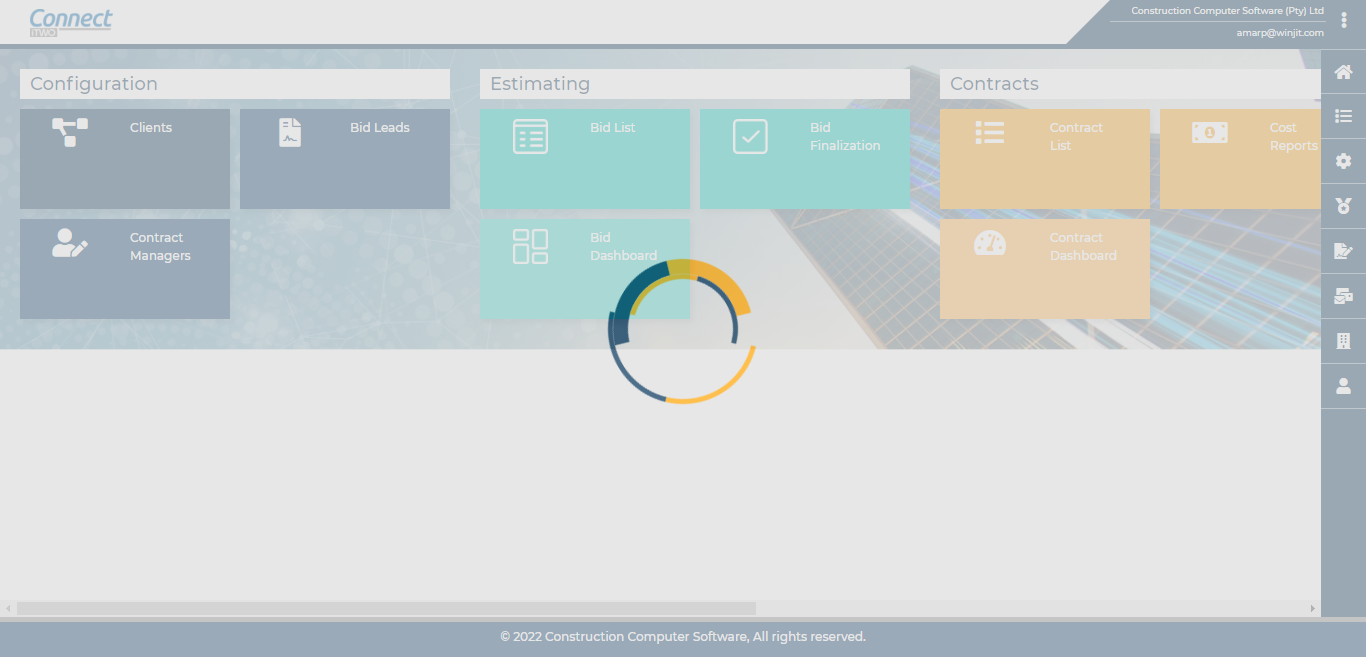 Connect
iTWO
Construction Computer Software (Pty) Ltd
amarp@winjit.com
Configuration
Clients
Bid Leads
Contract
Managers
Estimating
Bid List
Bid
Finalization
Bid
Dashboard
Contracts
Contract
List
Cost
Reports
Contract
Dashboard
© 2022 Construction Computer Software, All rights reserved.